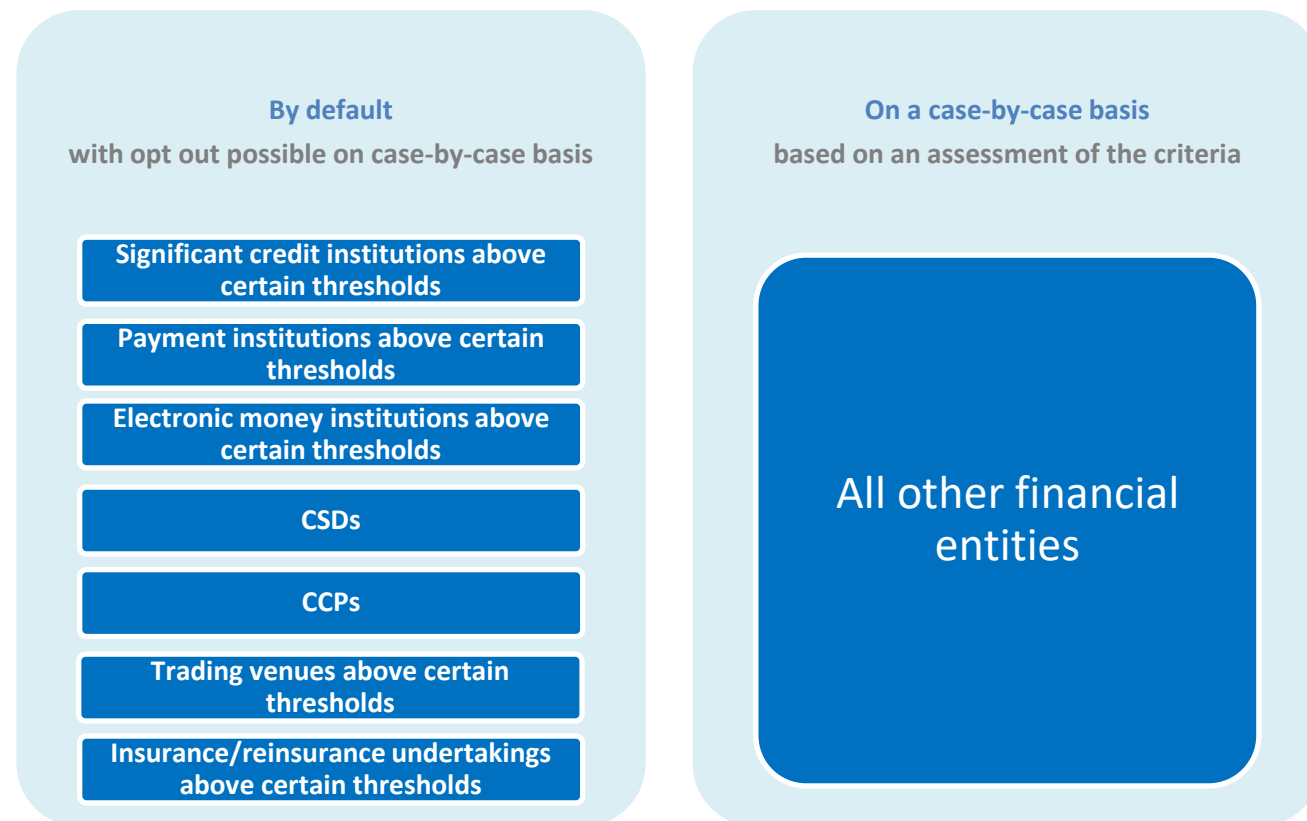 By default
with opt out possible on case-by-case basis
Significant credit institutions above
certain thresholds
Payment institutions above certain
thresholds
Electronic money institutions above
certain thresholds
CSDs
CCPs
Trading venues above certain
thresholds
Insurance/reinsurance undertakings
above certain thresholds
On a case-by-case basis
based on an assessment of the criteria
All other financial
entities